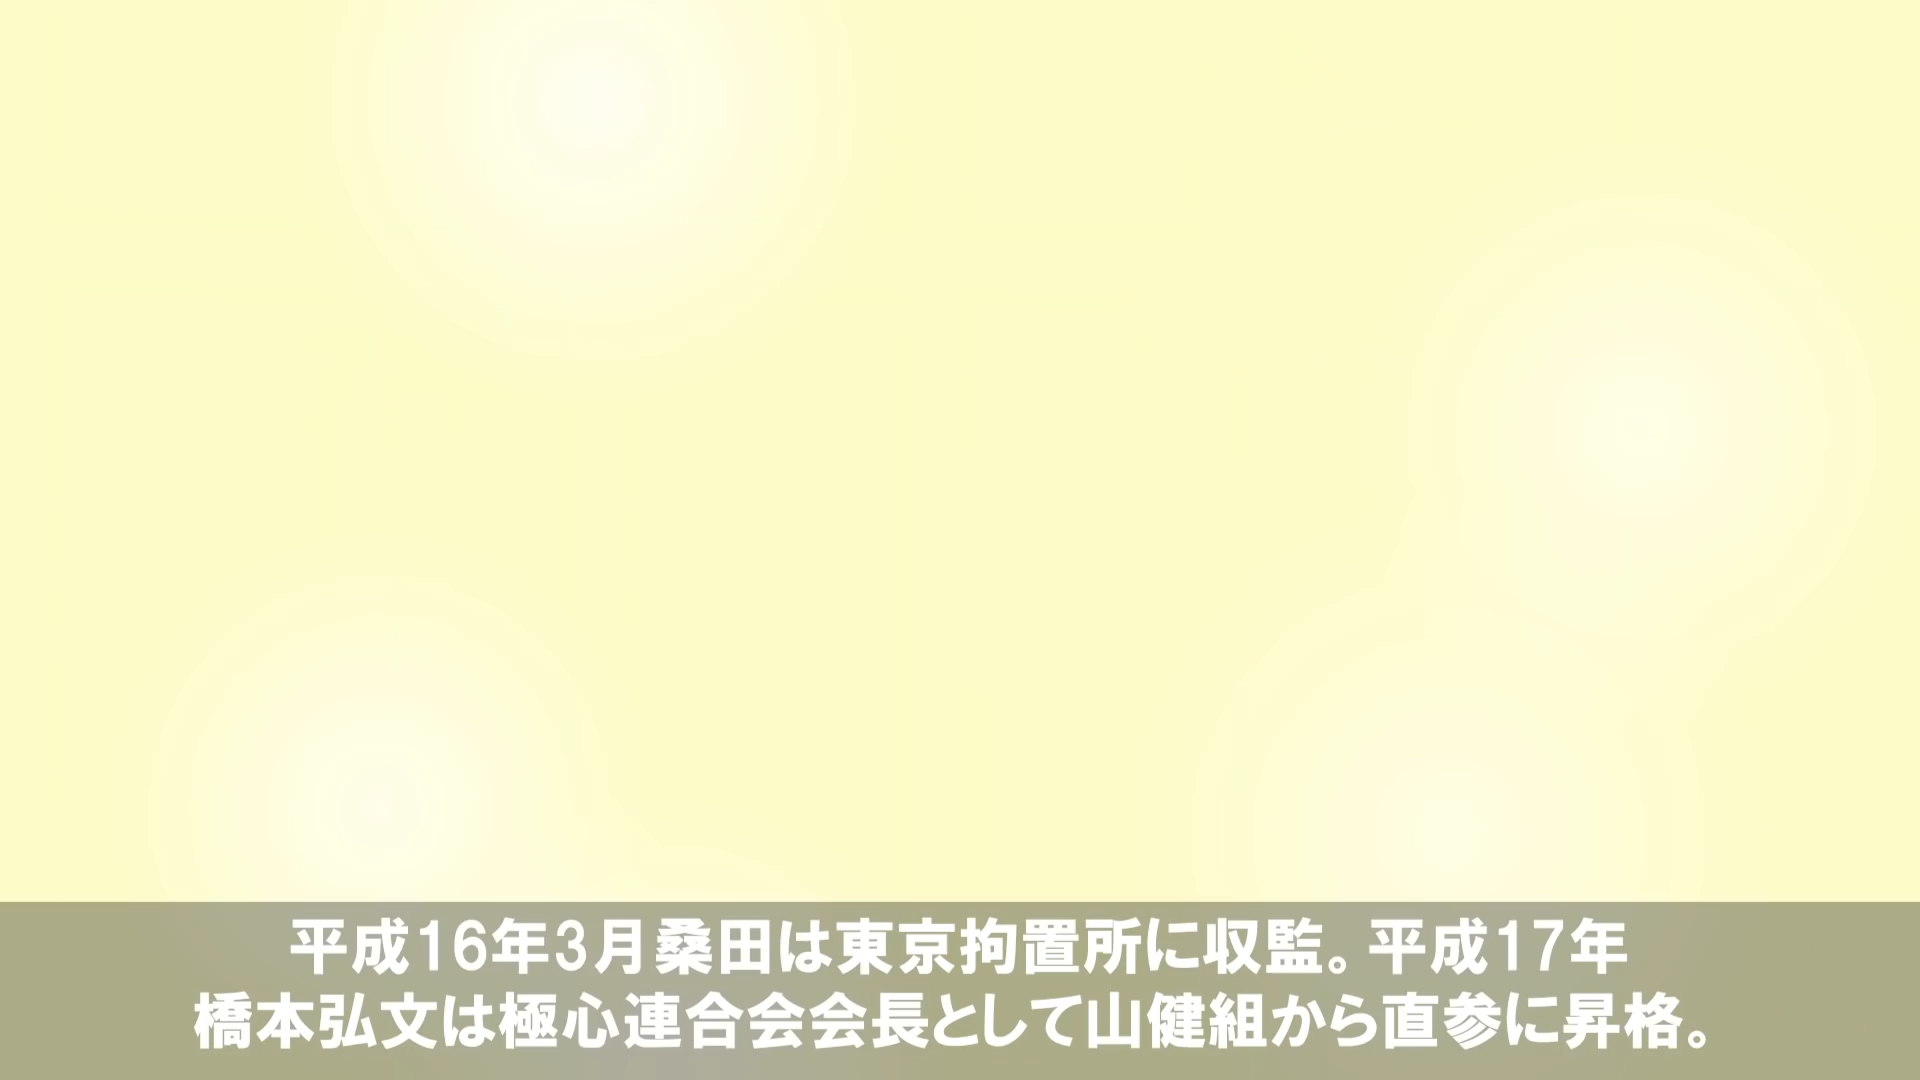 平成16年3月桑田は東京拘置所に収監。平成17年
橋本弘文は極心連合会会長として山健組から直参に昇格。